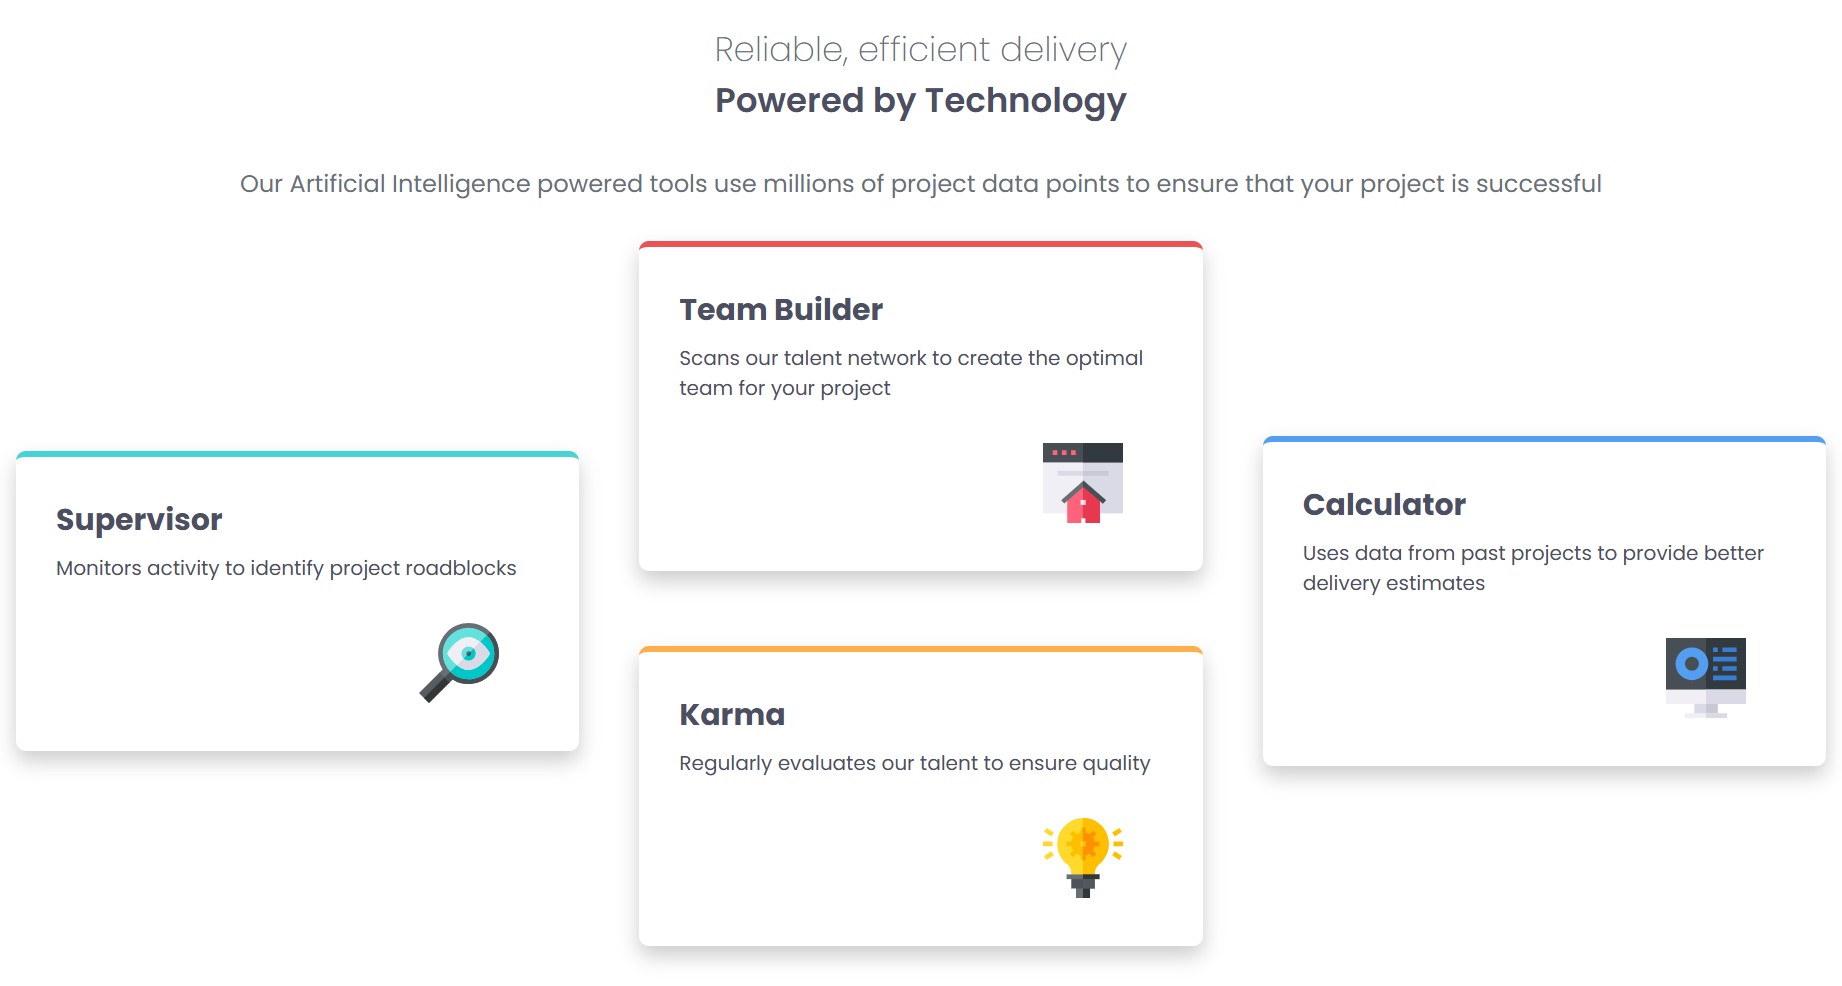 Reliable, efficient delivery
Powered by Technology
Our Artificial Intelligence powered tools use millions of project data points to ensure that your project is successful
Supervisor
Monitors activity to identify project roadblocks
Team Builder
Scans our talent network to create the optimal
team for your project
Karma
Regularly evaluates our talent to ensure quality
Calculator
Uses data from past projects to provide better
delivery estimates